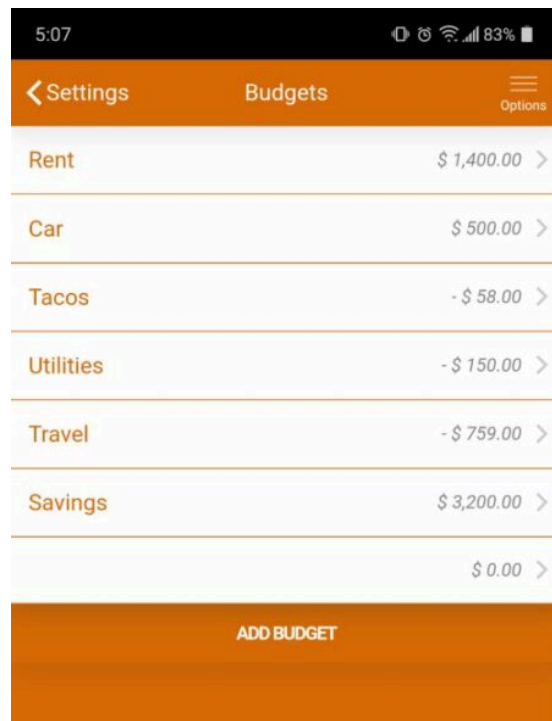 5:07 83%
Settings Budgets Options
Rent $ 1,400.00
Car $ 500.00
Tacos - $ 58.00
Utilities - $ 150.00
Travel - $ 759.00
Savings $ 3,200.00
$ 0.00
ADD BUDGET